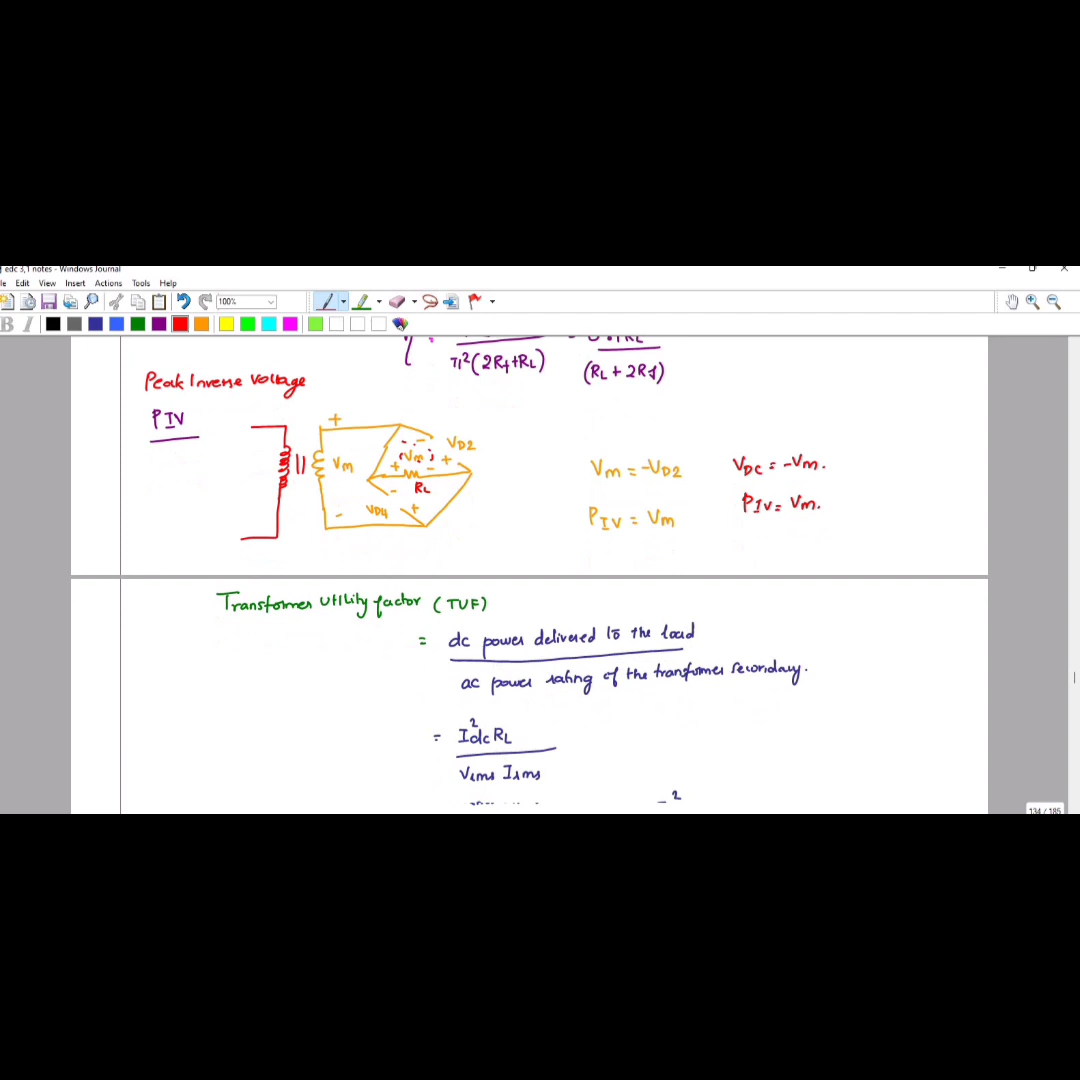 edc 3,1 notes - Windows Journal
le Edit View Insert Actions Tools Help
100%
B I
η =
π²(2Rf+RL) (RL + 2Rf)
Peak Inverse Voltage
PIV
+
Vm
-
VD2
- +
Vm
+ -
RL
- +
VD4
Vm = -VD2
PIV = Vm
VDC = -Vm.
PIV = Vm.
Transformer Utility factor (TUF)
= dc power delivered to the load
ac power rating of the transformer secondary.
= I²dc RL
Vrms Irms
2
134 / 185